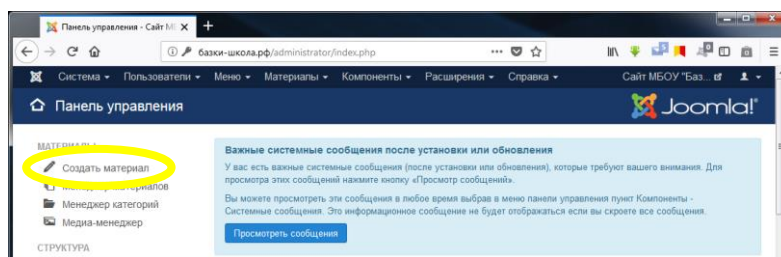 Панель управления - Сайт М
базки-школа.рф/administrator/index.php
Система Пользователи Меню Материалы Компоненты Расширения Справка Сайт МБОУ "Баз...
Панель управления
Joomla!
МАТЕРИАЛЫ
Создать материал
Менеджер материалов
Менеджер категорий
Медиа-менеджер
СТРУКТУРА
Важные системные сообщения после установки или обновления
У вас есть важные системные сообщения (после установки или обновления), которые требуют вашего внимания. Для
просмотра этих сообщений нажмите кнопку «Просмотр сообщений».
Вы можете просмотреть эти сообщения в любое время выбрав в меню панели управления пункт Компоненты -
Системные сообщения. Это информационное сообщение не будет отображаться если вы скроете все сообщения.
Просмотреть сообщения